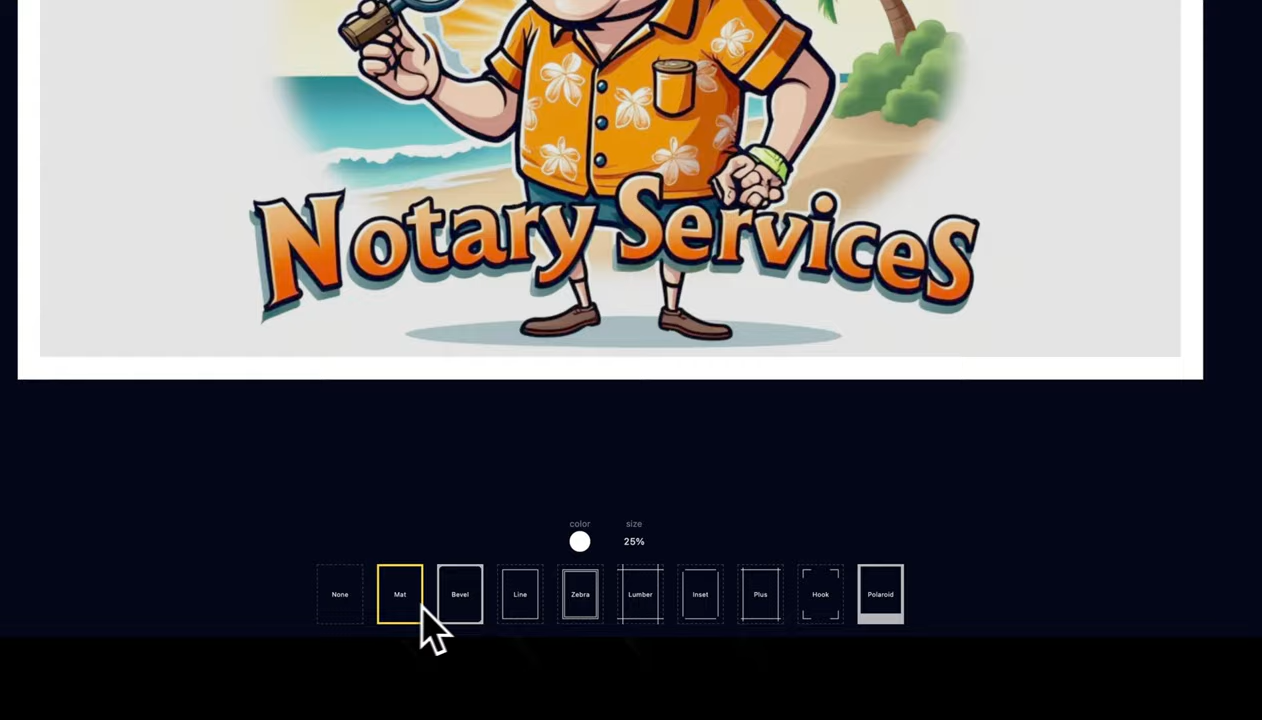 Notary Services
color size
25%
None Mat Bevel Line Zebra Lumber Inset Plus Hook Polaroid